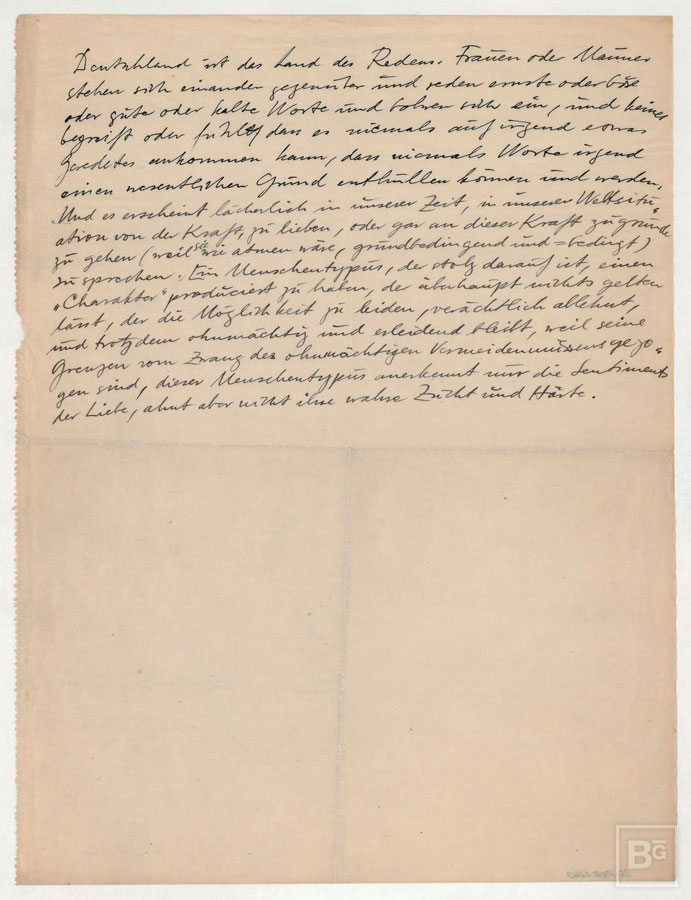 Deutschland ist das Land des Redens. Frauen oder Männer
stehen sich einander gegenüber und reden ernste oder böse
oder gute oder kalte Worte und bohren sich ein, und keiner
begreift oder fühlt, dass es niemals auf irgend etwas
Geredetes ankommen kann, dass niemals Worte irgend
einen wesentlichen Grund enthüllen können und werden.
Und es erscheint lächerlich in unserer Zeit, in unserer Weltsitu=
ation von der Kraft, zu lieben, oder gar an dieser Kraft zugrunde
zu gehen (weil sie wie atmen wäre, grundbedingend und =bedingt)
zu sprechen. Ein Menschentypus, der stolz darauf ist, einen
„Charakter" produciert zu haben, der überhaupt nichts gelten
lässt, der die Möglichkeit zu leiden, verächtlich ablehnt,
und trotzdem ohnmächtig und erleidend bleibt, weil seine
Grenzen vom Zwang des ohnmächtigen Vermeidenmüssens gezo=
gen sind, dieser Menschentypus anerkennt nur die Sentiments
der Liebe, ahnt aber nicht ihre wahre Zucht und Härte.
BG